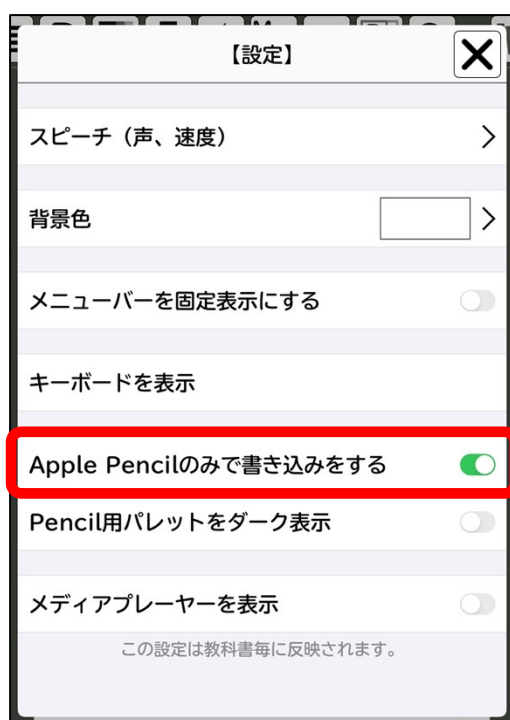 【設定】
スピーチ（声、速度）
背景色
メニューバーを固定表示にする
キーボードを表示
Apple Pencilのみで書き込みをする
Pencil用パレットをダーク表示
メディアプレーヤーを表示
この設定は教科書毎に反映されます。